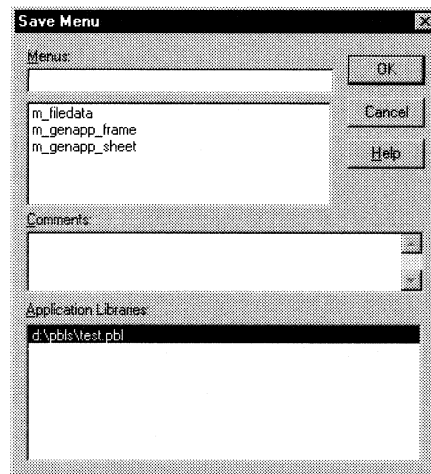 Save Menu
Menus:
OK
m_filedata
m_genapp_frame
m_genapp_sheet
Cancel
Help
Comments:
Application Libraries:
d:\pbls\test.pbl